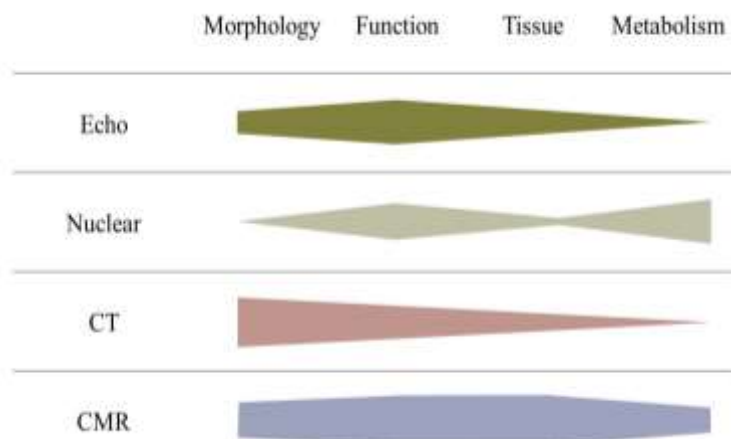 Morphology Function Tissue Metabolism
Echo
Nuclear
CT
CMR